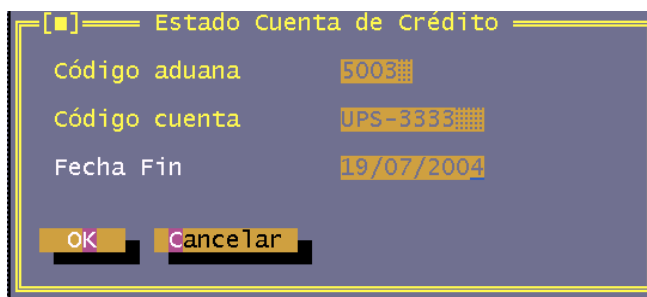 [■] Estado Cuenta de Crédito
Código aduana 5003
Código cuenta UPS-3333
Fecha Fin 19/07/2004
OK Cancelar